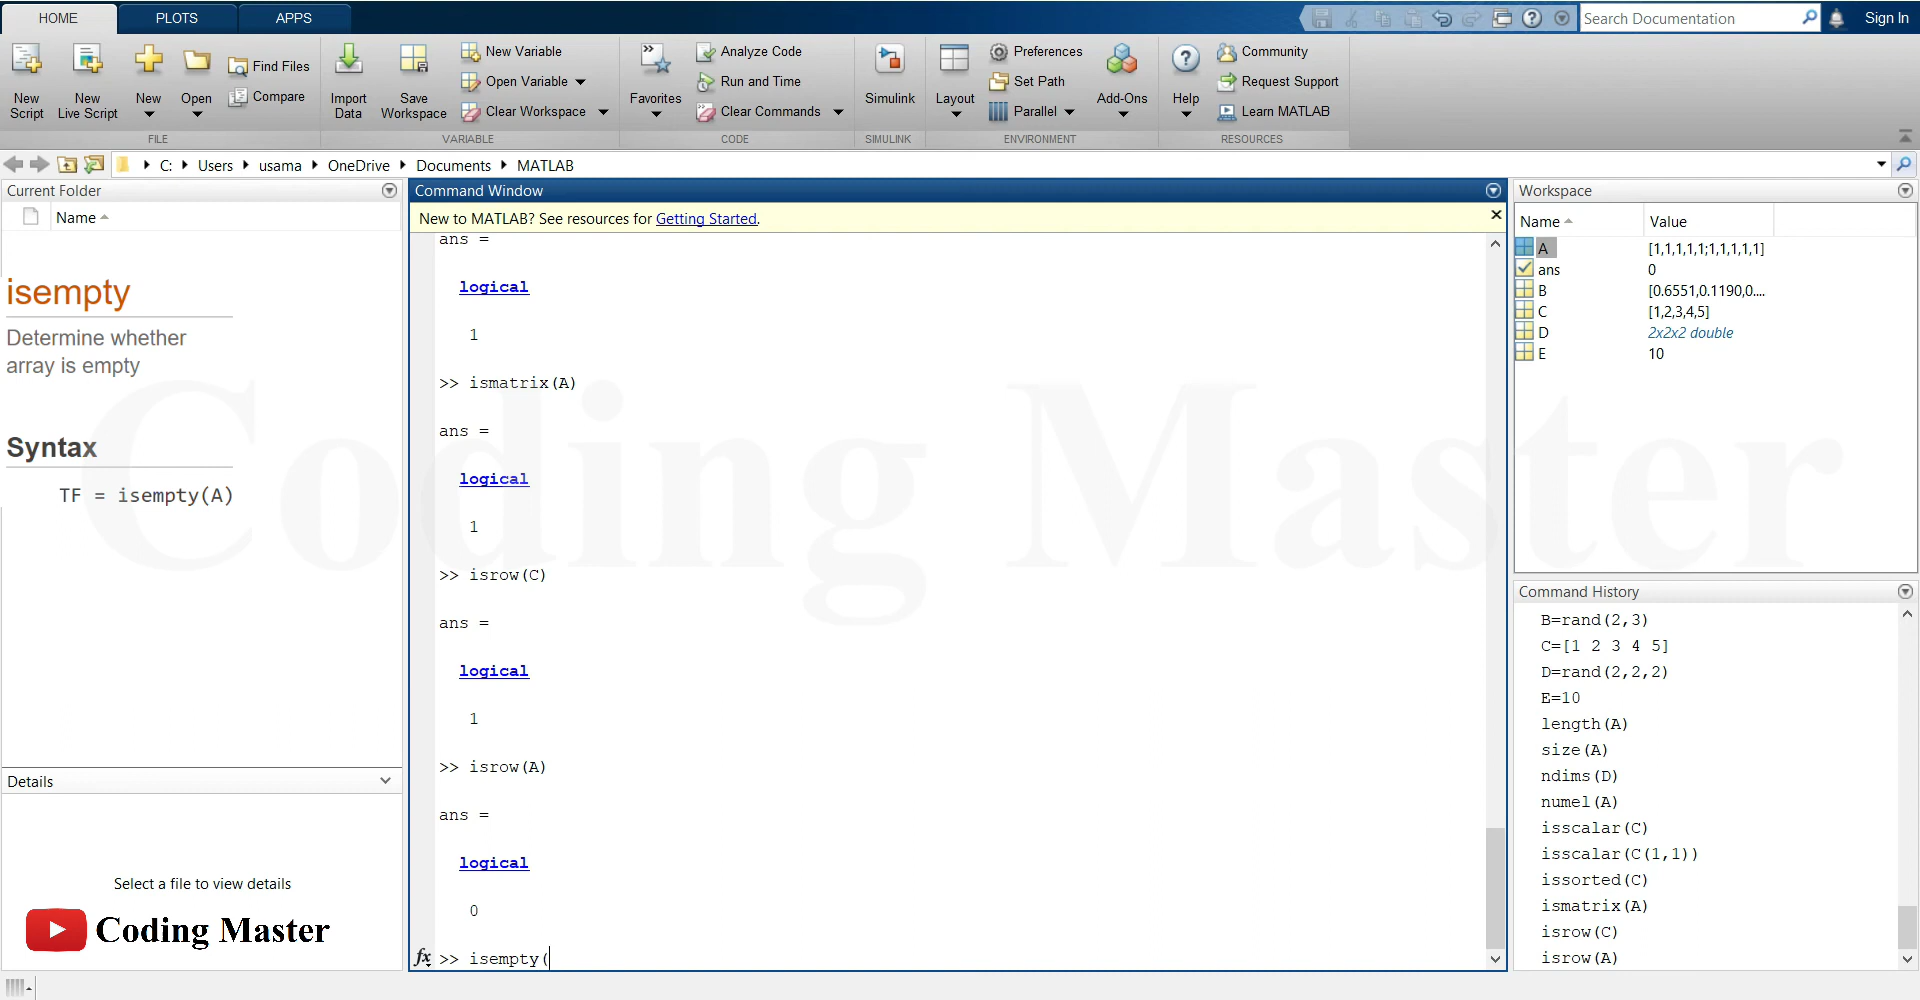 HOME PLOTS APPS
Search Documentation Sign In
New Script
New Live Script
New
Open
Find Files
Compare
FILE
Import Data
Save Workspace
New Variable
Open Variable
Clear Workspace
VARIABLE
Favorites
Analyze Code
Run and Time
Clear Commands
CODE
Simulink
SIMULINK
Layout
Preferences
Set Path
Parallel
Add-Ons
ENVIRONMENT
Help
Community
Request Support
Learn MATLAB
RESOURCES
C: Users usama OneDrive Documents MATLAB
Current Folder
Name
isempty
Determine whether
array is empty
Syntax
TF = isempty(A)
Details
Select a file to view details
Coding Master
Command Window
New to MATLAB? See resources for Getting Started.
ans =
logical
1
>> ismatrix(A)
ans =
logical
1
>> isrow(C)
ans =
logical
1
>> isrow(A)
ans =
logical
0
fx >> isempty(
Coding Master
Workspace
Name Value
A [1,1,1,1,1;1,1,1,1,1]
ans 0
B [0.6551,0.1190,0....
C [1,2,3,4,5]
D 2x2x2 double
E 10
Command History
B=rand(2,3)
C=[1 2 3 4 5]
D=rand(2,2,2)
E=10
length(A)
size(A)
ndims(D)
numel(A)
isscalar(C)
isscalar(C(1,1))
issorted(C)
ismatrix(A)
isrow(C)
isrow(A)